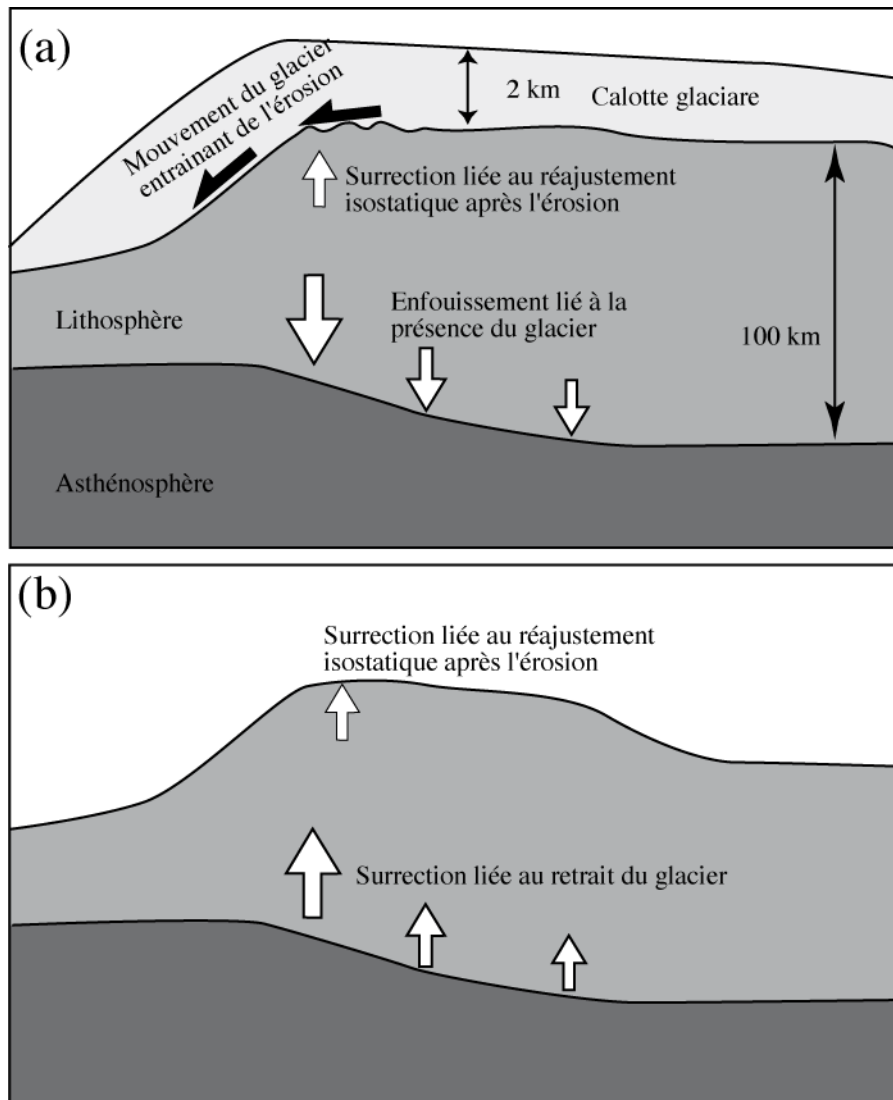 (a)
Mouvement du glacier
entrainant de l'érosion
2 km
Calotte glaciare
Surrection liée au réajustement
isostatique après l'érosion
Lithosphère
Enfouissement lié à la
présence du glacier
100 km
Asthénosphère
(b)
Surrection liée au réajustement
isostatique après l'érosion
Surrection liée au retrait du glacier